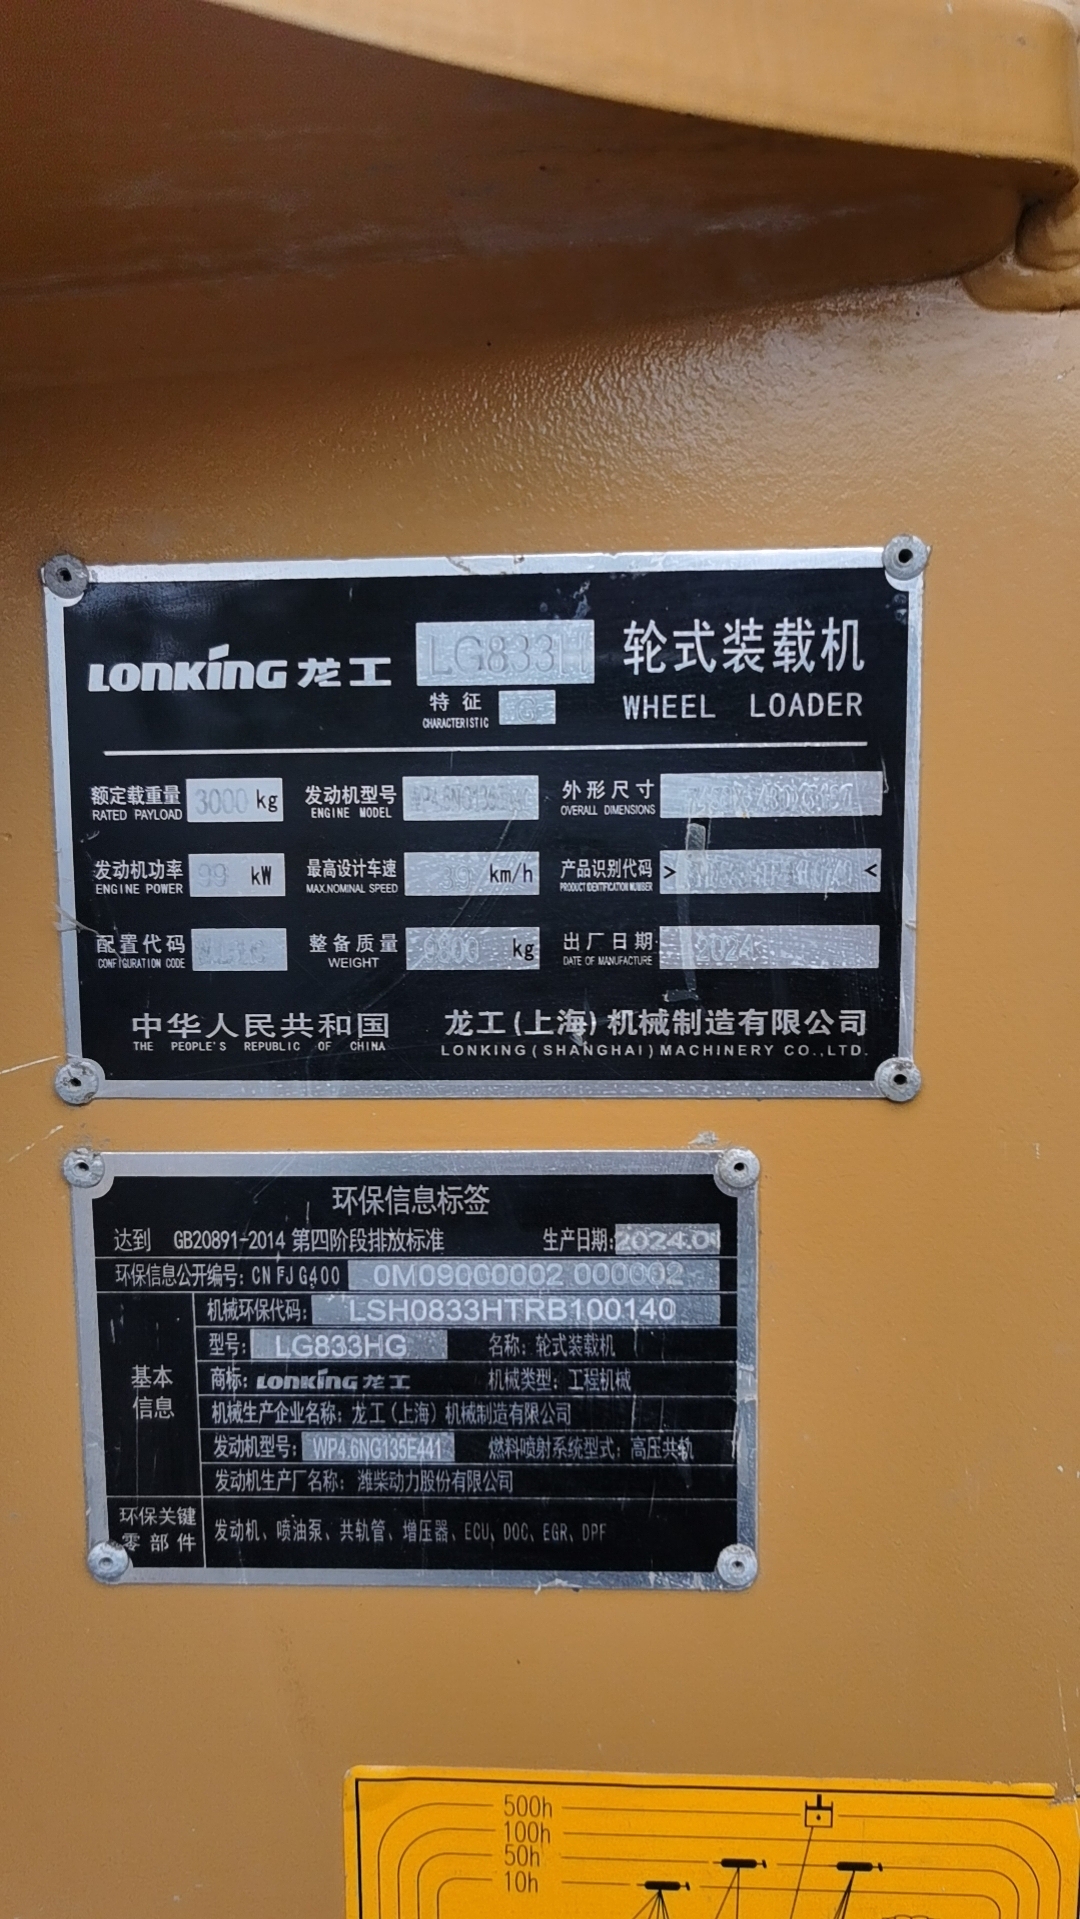 LONKING 龙工 LG833H 轮式装载机
特征 G WHEEL LOADER
CHARACTERISTIC
额定载重量 3000 kg 发动机型号 外形尺寸
RATED PAYLOAD ENGINE MODEL OVERALL DIMENSIONS
发动机功率 99 kW 最高设计车速 39 km/h 产品识别代码 > <
ENGINE POWER MAX.NOMINAL SPEED PRODUCT IDENTIFICATION NUMBER
配置代码 整备质量 kg 出厂日期 2024
CONFIGURATION CODE WEIGHT DATE OF MANUFACTURE
中华人民共和国 龙工(上海)机械制造有限公司
THE PEOPLE'S REPUBLIC OF CHINA LONKING(SHANGHAI)MACHINERY CO.,LTD.
环保信息标签
达到 GB20891-2014 第四阶段排放标准 生产日期:2024.0
环保信息公开编号: CN FJ G400 0M09000002 000002
机械环保代码: LSH0833HTRB100140
型号: LG833HG 名称: 轮式装载机
基本信息
商标: LONKING 龙工 机械类型: 工程机械
机械生产企业名称: 龙工(上海)机械制造有限公司
发动机型号: WP4.6NG135E441 燃料喷射系统型式: 高压共轨
发动机生产厂名称: 潍柴动力股份有限公司
环保关键零部件 发动机、喷油泵、共轨管、增压器、ECU、DOC、EGR、DPF
500h
100h
50h
10h